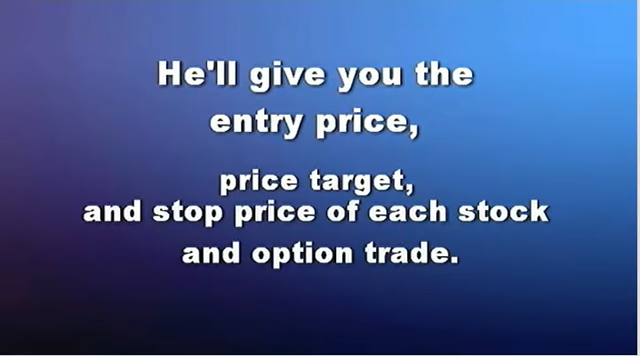 He'll give you the
entry price,
price target,
and stop price of each stock
and option trade.